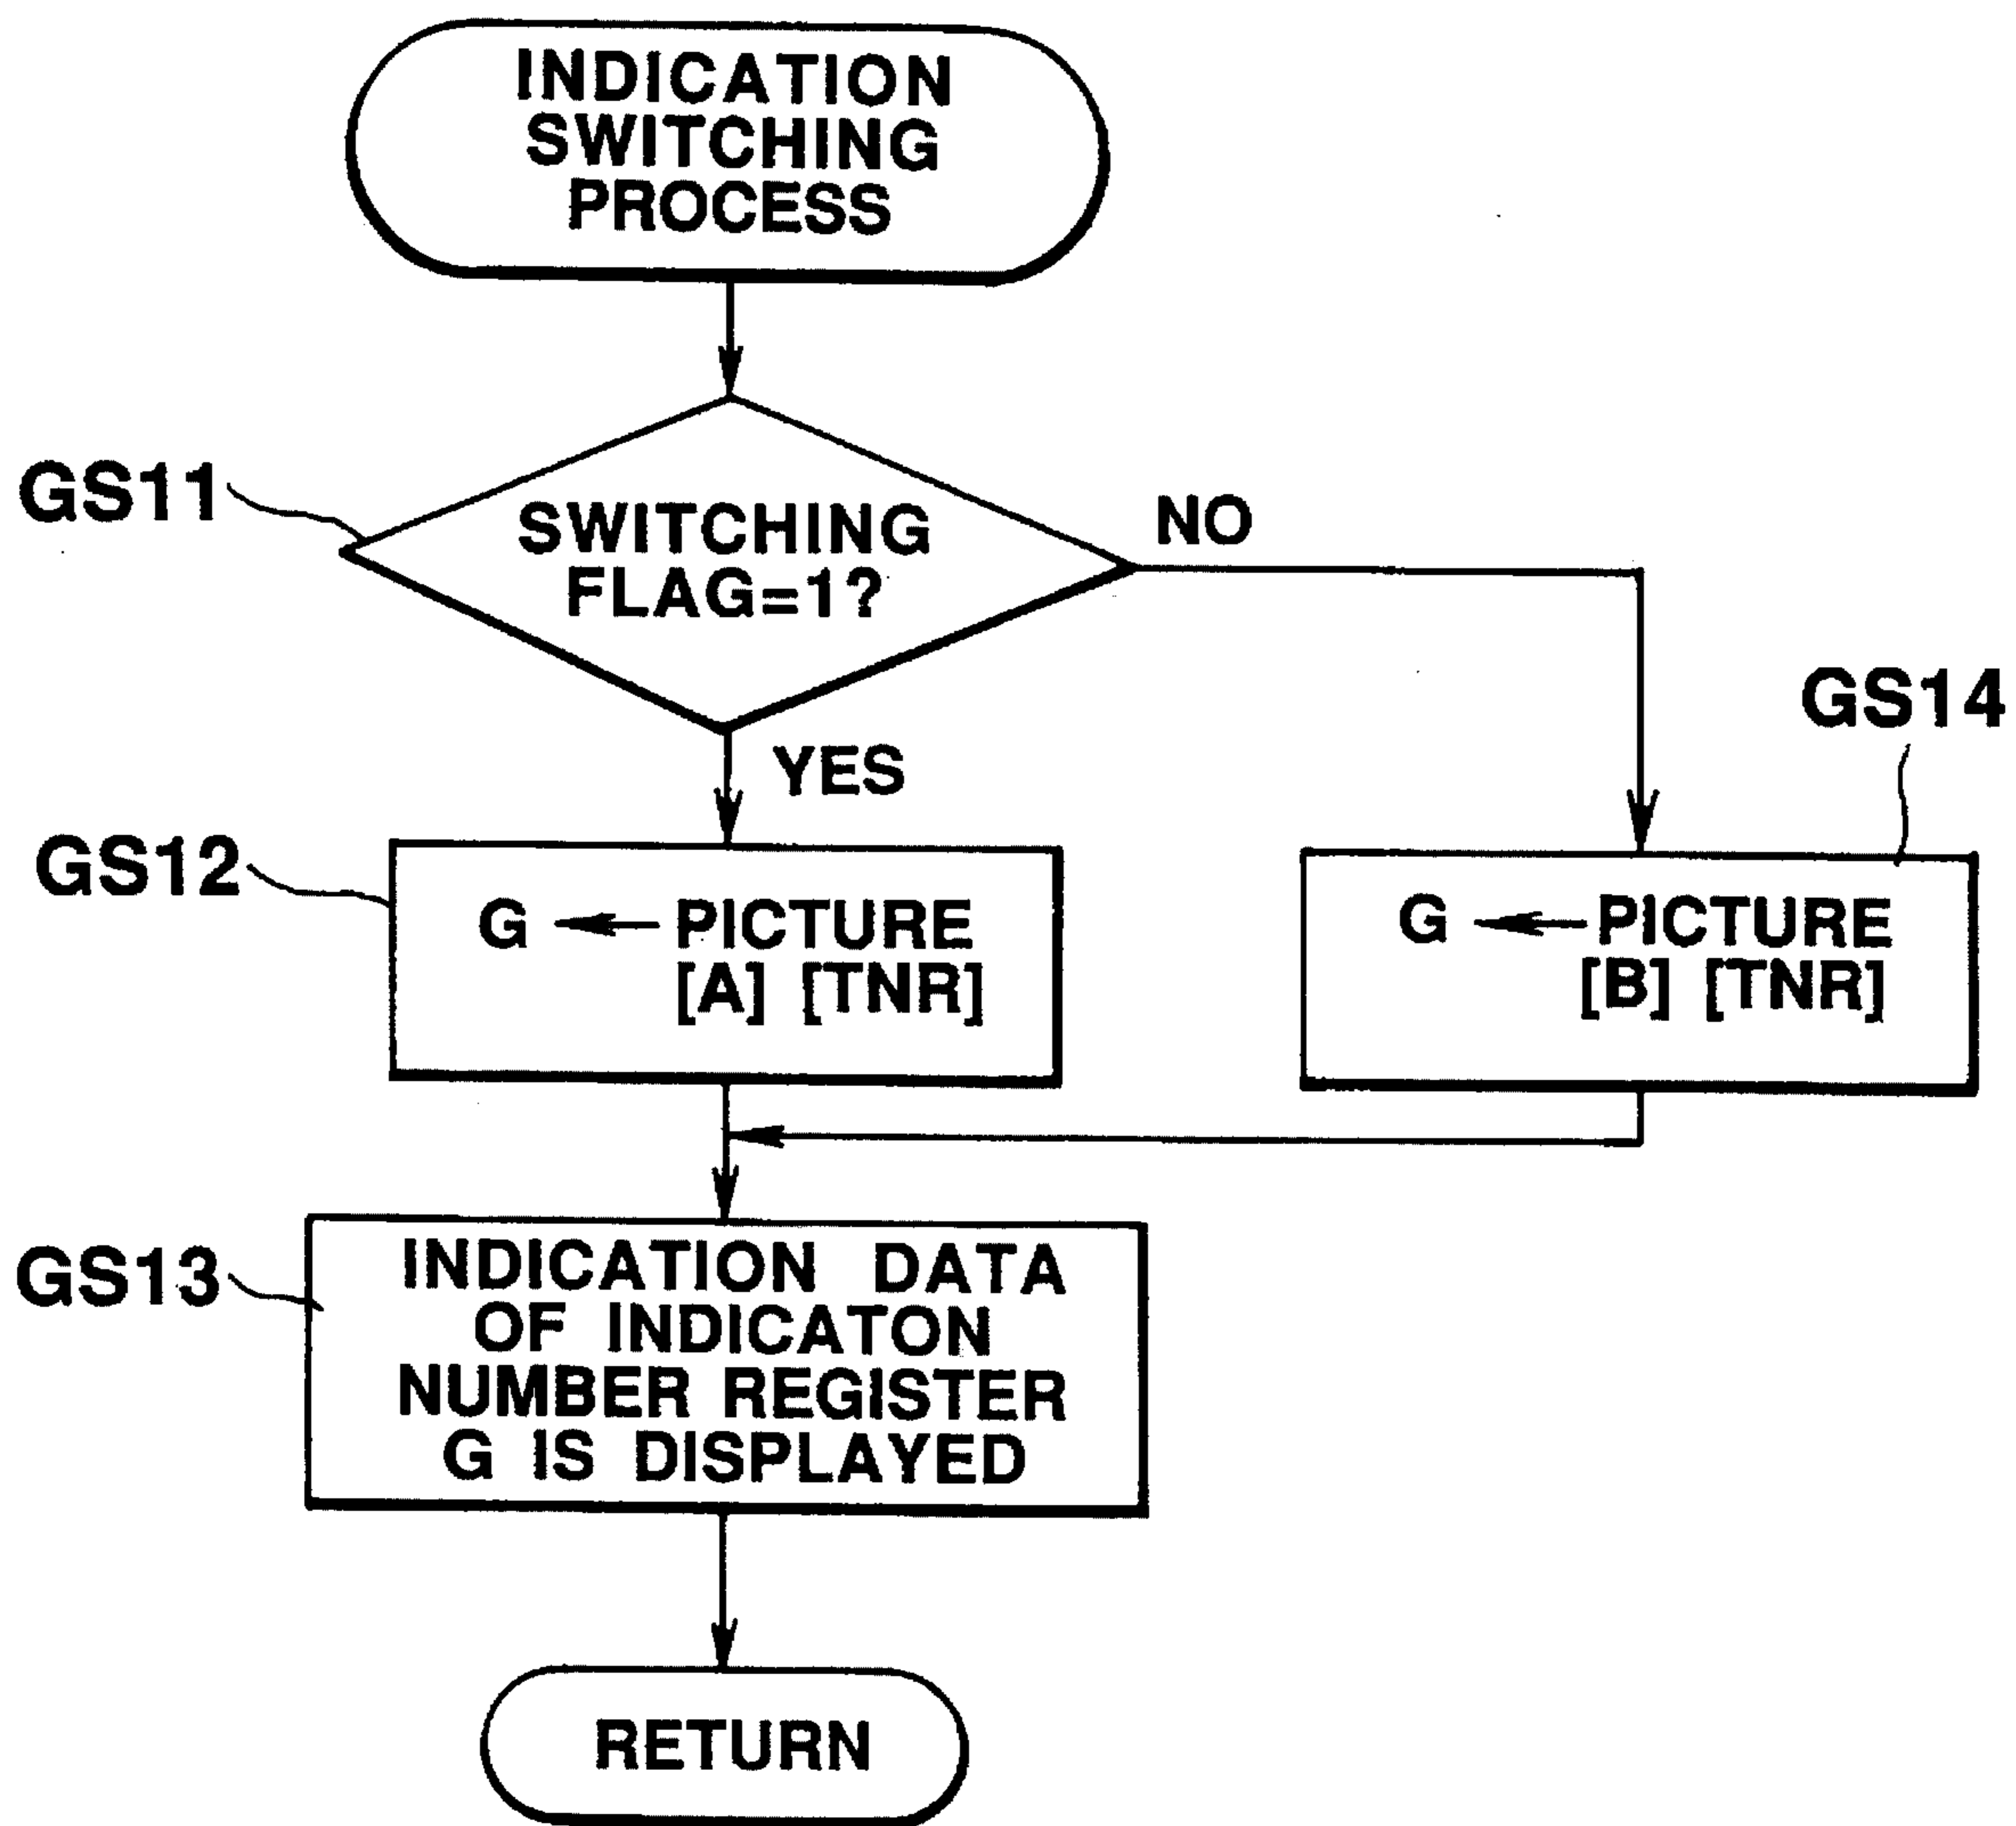 INDICATION
SWITCHING
PROCESS
GS11
SWITCHING
FLAG=1?
NO
YES
GS14
GS12
G ← PICTURE
[A] [TNR]
G ← PICTURE
[B] [TNR]
GS13
INDICATION DATA
OF INDICATON
NUMBER REGISTER
G IS DISPLAYED
RETURN